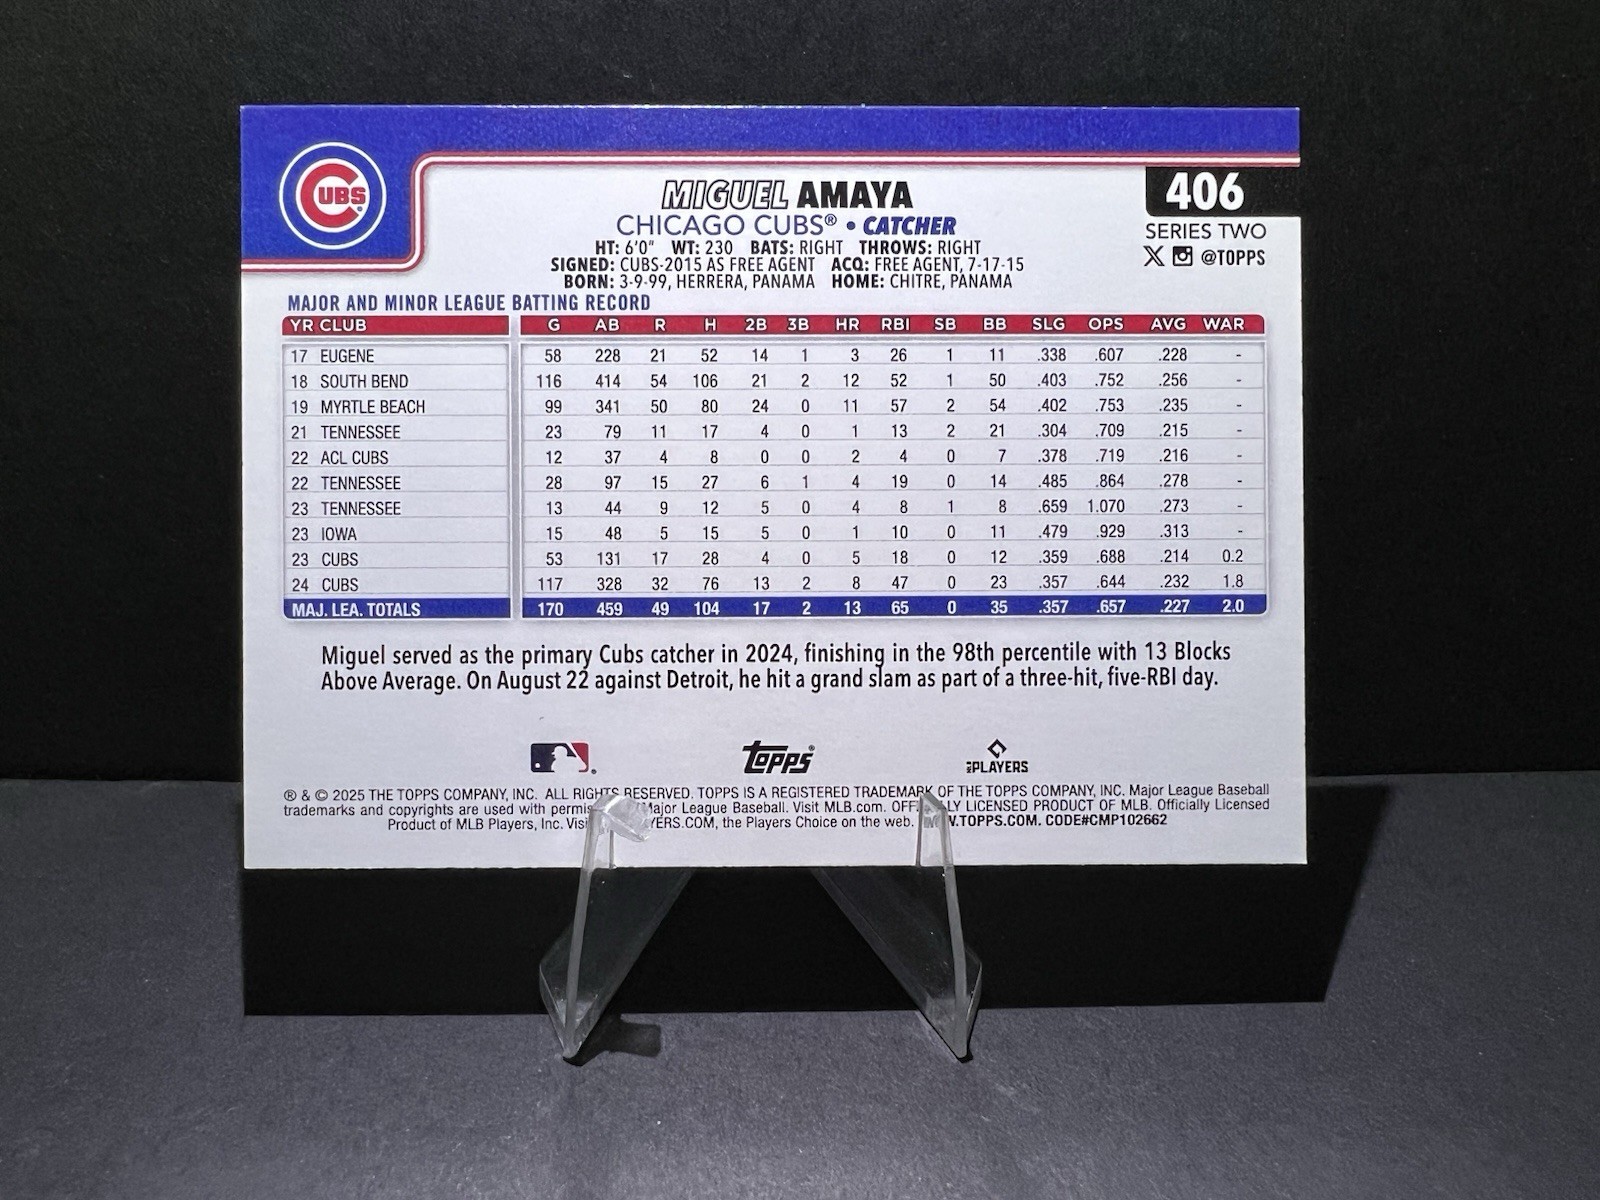 CUBS
MIGUEL AMAYA
406
CHICAGO CUBS® • CATCHER
SERIES TWO
HT: 6'0" WT: 230 BATS: RIGHT THROWS: RIGHT
@TOPPS
SIGNED: CUBS-2015 AS FREE AGENT ACQ: FREE AGENT, 7-17-15
BORN: 3-9-99, HERRERA, PANAMA HOME: CHITRE, PANAMA
MAJOR AND MINOR LEAGUE BATTING RECORD
YR CLUB G AB R H 2B 3B HR RBI SB BB SLG OPS AVG WAR
17 EUGENE 58 228 21 52 14 1 3 26 1 11 .338 .607 .228 -
18 SOUTH BEND 116 414 54 106 21 2 12 52 1 50 .403 .752 .256 -
19 MYRTLE BEACH 99 341 50 80 24 0 11 57 2 54 .402 .753 .235 -
21 TENNESSEE 23 79 11 17 4 0 1 13 2 21 .304 .709 .215 -
22 ACL CUBS 12 37 4 8 0 0 2 4 0 7 .378 .719 .216 -
22 TENNESSEE 28 97 15 27 6 1 4 19 0 14 .485 .864 .278 -
23 TENNESSEE 13 44 9 12 5 0 4 8 1 8 .659 1.070 .273 -
23 IOWA 15 48 5 15 5 0 1 10 0 11 .479 .929 .313 -
23 CUBS 53 131 17 28 4 0 5 18 0 12 .359 .688 .214 0.2
24 CUBS 117 328 32 76 13 2 8 47 0 23 .357 .644 .232 1.8
MAJ. LEA. TOTALS 170 459 49 104 17 2 13 65 0 35 .357 .657 .227 2.0
Miguel served as the primary Cubs catcher in 2024, finishing in the 98th percentile with 13 Blocks
Above Average. On August 22 against Detroit, he hit a grand slam as part of a three-hit, five-RBI day.
Topps® PLAYERS
® & © 2025 THE TOPPS COMPANY, INC. ALL RIGHTS RESERVED. TOPPS IS A REGISTERED TRADEMARK OF THE TOPPS COMPANY, INC. Major League Baseball
trademarks and copyrights are used with permis Major League Baseball. Visit MLB.com. OFF LY LICENSED PRODUCT OF MLB. Officially Licensed
Product of MLB Players, Inc. Visi YERS.COM, the Players Choice on the web. W.TOPPS.COM. CODE#CMP102662